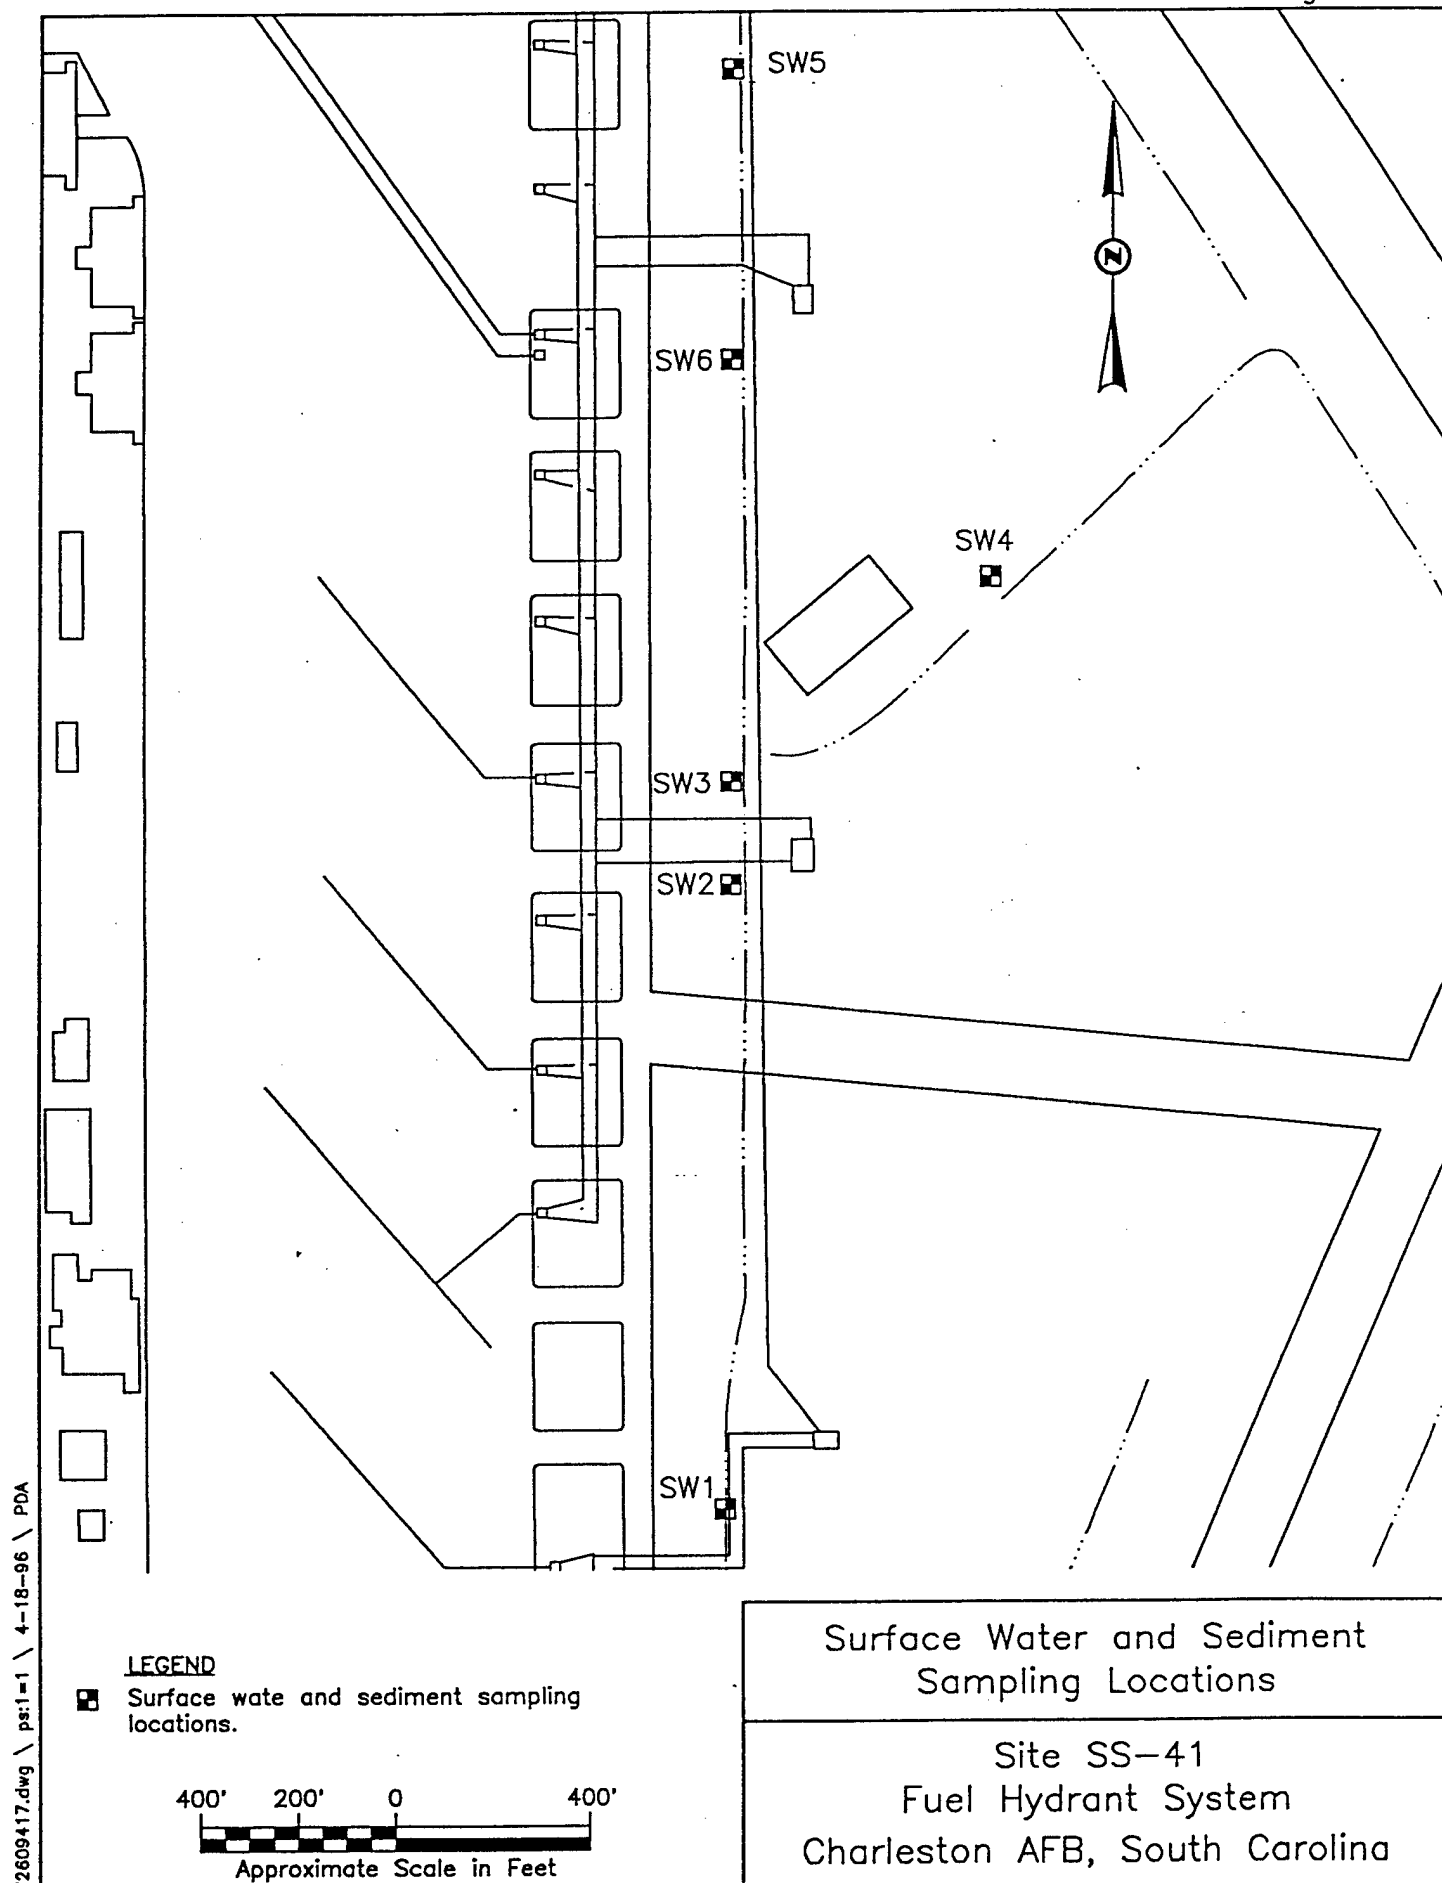 SW5
N
SW6
SW4
SW3
SW2
SW1
2609417.dwg \ ps:1=1 \ 4-18-96 \ PDA
LEGEND
Surface wate and sediment sampling
locations.
400' 200' 0 400'
Approximate Scale in Feet
Surface Water and Sediment
Sampling Locations
Site SS-41
Fuel Hydrant System
Charleston AFB, South Carolina